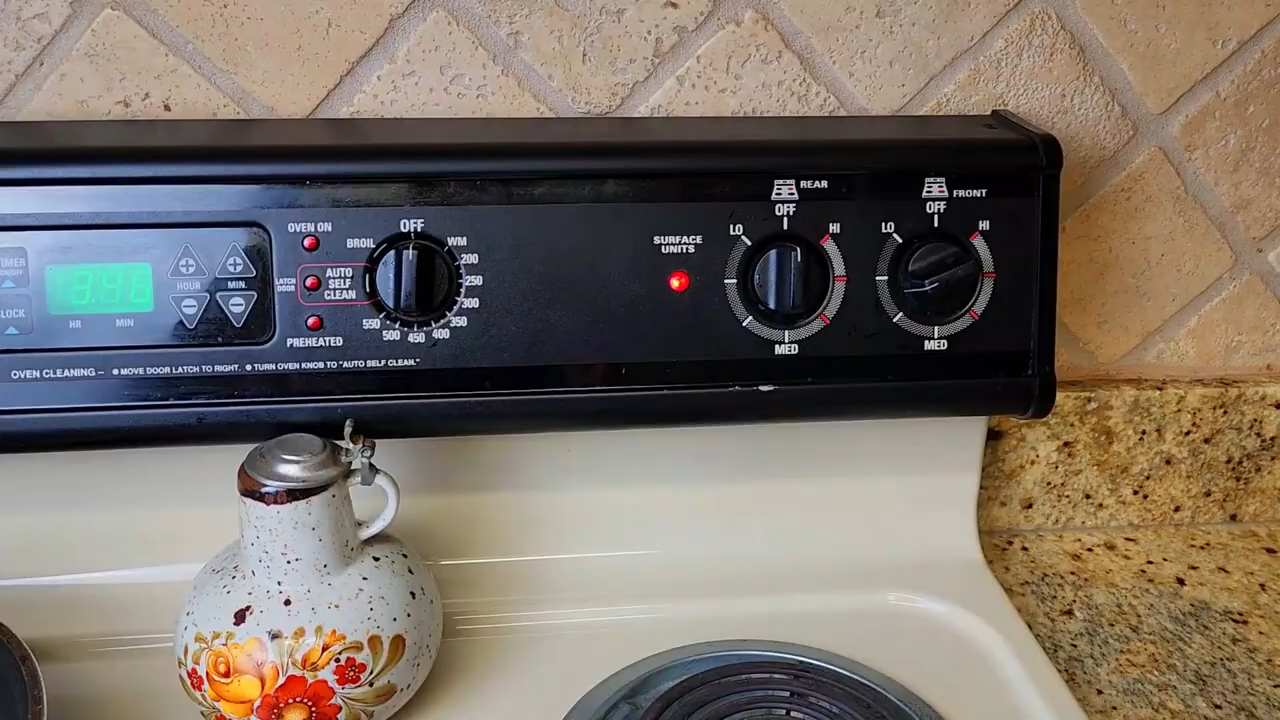 TIMER
ON/OFF
CLOCK
3:46
HR MIN
HOUR
MIN.
OVEN ON
LATCH
DOOR
AUTO
SELF
CLEAN
PREHEATED
OFF
BROIL
WM
200
250
300
350
400
450
500
550
OVEN CLEANING – ● MOVE DOOR LATCH TO RIGHT. ● TURN OVEN KNOB TO "AUTO SELF CLEAN."
SURFACE
UNITS
REAR
OFF
LO
HI
MED
FRONT
OFF
LO
HI
MED